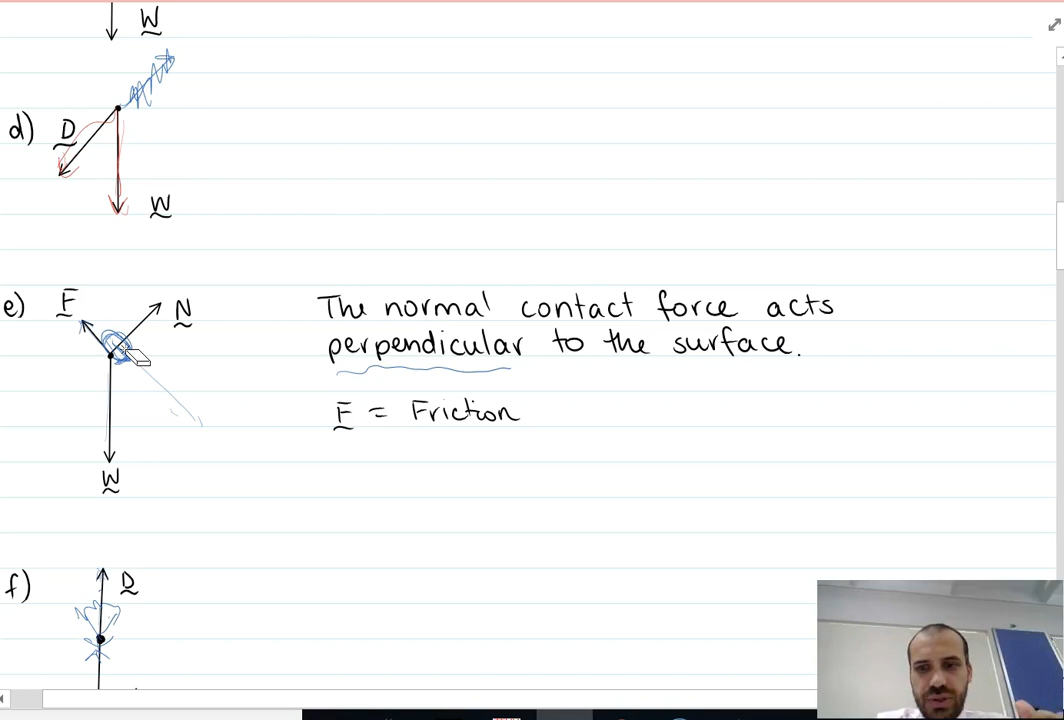 W
d) D
W
e) F N
The normal contact force acts
perpendicular to the surface.
F = Friction
W
f) D